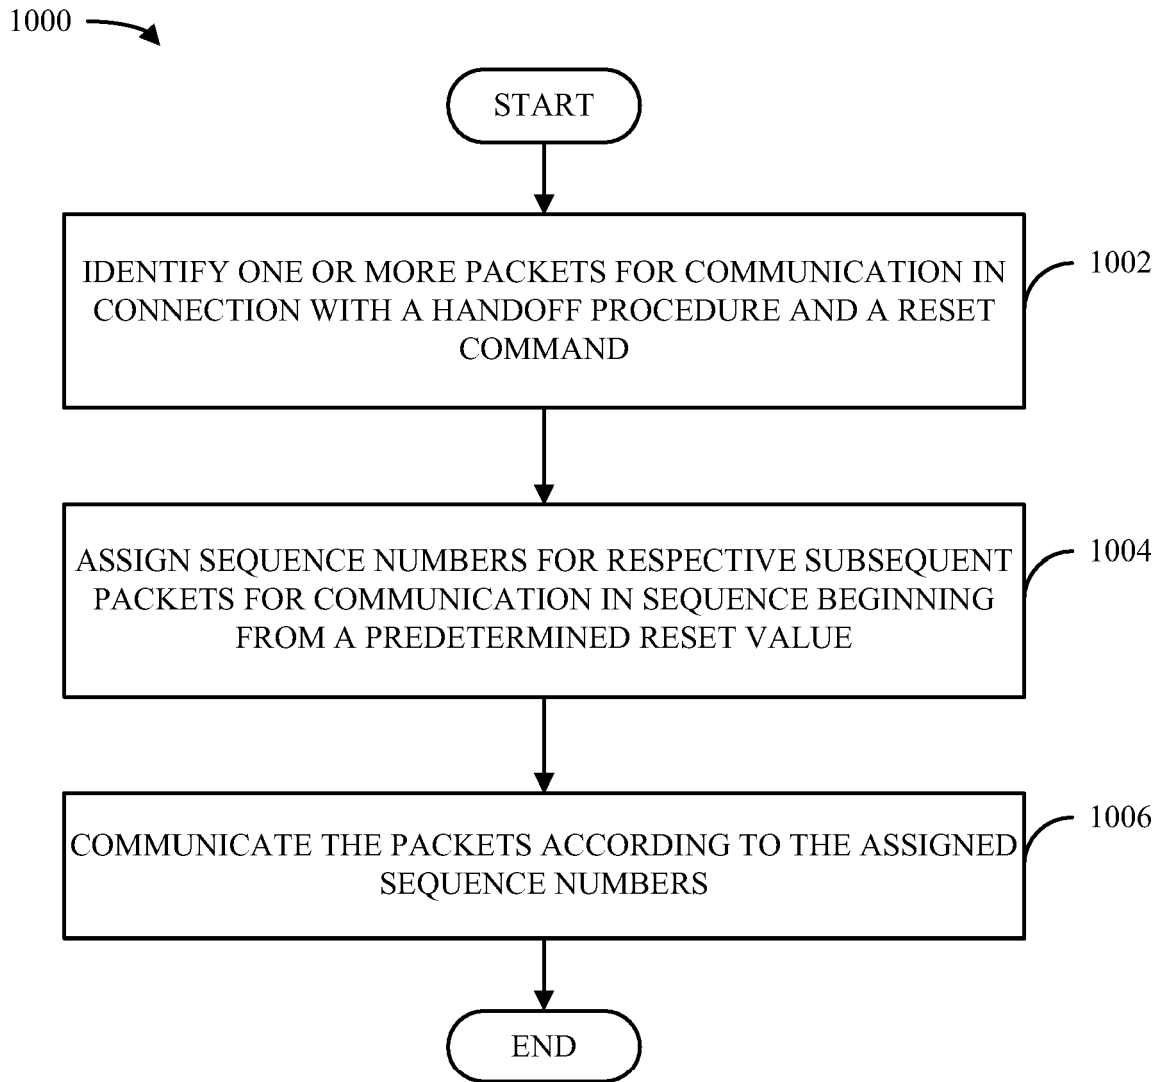 1000
START
IDENTIFY ONE OR MORE PACKETS FOR COMMUNICATION IN
CONNECTION WITH A HANDOFF PROCEDURE AND A RESET
COMMAND
1002
ASSIGN SEQUENCE NUMBERS FOR RESPECTIVE SUBSEQUENT
PACKETS FOR COMMUNICATION IN SEQUENCE BEGINNING
FROM A PREDETERMINED RESET VALUE
1004
COMMUNICATE THE PACKETS ACCORDING TO THE ASSIGNED
SEQUENCE NUMBERS
1006
END